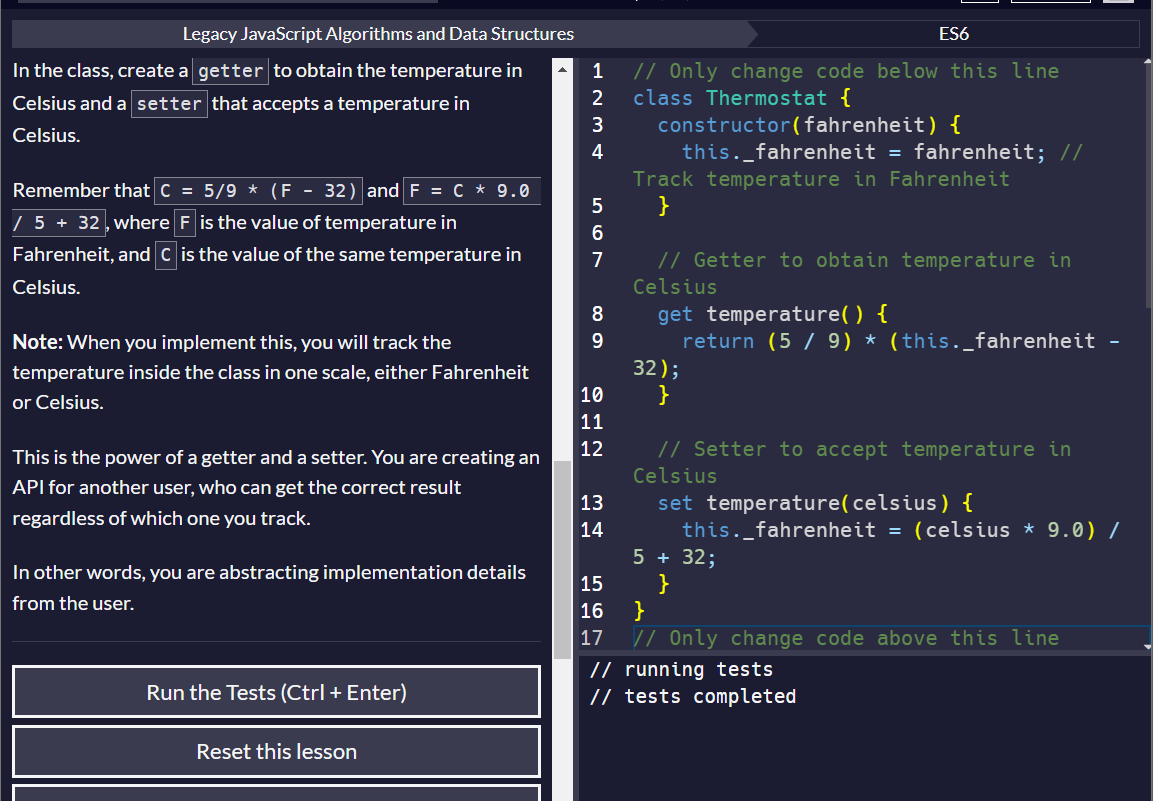 Legacy JavaScript Algorithms and Data Structures
ES6
In the class, create a getter to obtain the temperature in
Celsius and a setter that accepts a temperature in
Celsius.
Remember that C = 5/9 * (F - 32) and F = C * 9.0
/ 5 + 32, where F is the value of temperature in
Fahrenheit, and C is the value of the same temperature in
Celsius.
Note: When you implement this, you will track the
temperature inside the class in one scale, either Fahrenheit
or Celsius.
This is the power of a getter and a setter. You are creating an
API for another user, who can get the correct result
regardless of which one you track.
In other words, you are abstracting implementation details
from the user.
Run the Tests (Ctrl + Enter)
Reset this lesson
1 // Only change code below this line
2 class Thermostat {
3 constructor(fahrenheit) {
4 this._fahrenheit = fahrenheit; //
Track temperature in Fahrenheit
5 }
6
7 // Getter to obtain temperature in
Celsius
8 get temperature() {
9 return (5 / 9) * (this._fahrenheit -
32);
10 }
11
12 // Setter to accept temperature in
Celsius
13 set temperature(celsius) {
14 this._fahrenheit = (celsius * 9.0) /
5 + 32;
15 }
16 }
17 // Only change code above this line
// running tests
// tests completed